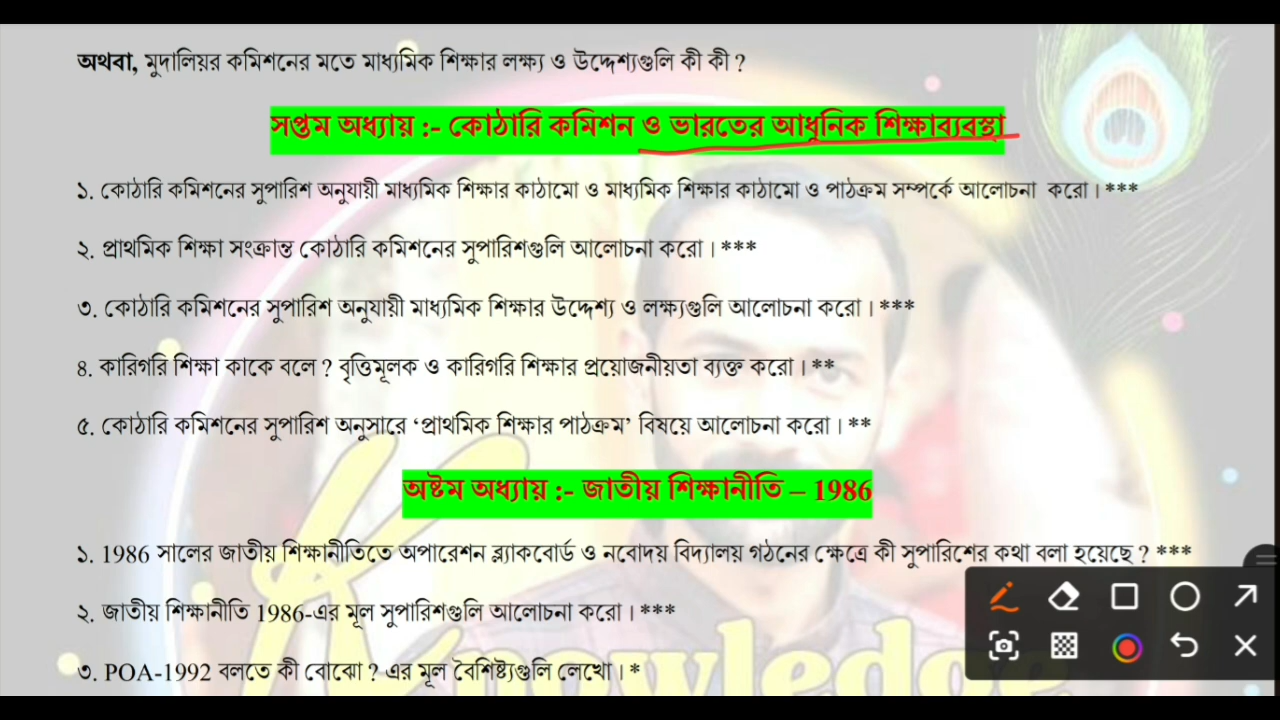 অথবা, মুদালিয়র কমিশনের মতে মাধ্যমিক শিক্ষার লক্ষ্য ও উদ্দেশ্যগুলি কী কী ?
সপ্তম অধ্যায় :- কোঠারি কমিশন ও ভারতের আধুনিক শিক্ষাব্যবস্থা
১. কোঠারি কমিশনের সুপারিশ অনুযায়ী মাধ্যমিক শিক্ষার কাঠামো ও মাধ্যমিক শিক্ষার কাঠামো ও পাঠক্রম সম্পর্কে আলোচনা করো। ***
২. প্রাথমিক শিক্ষা সংক্রান্ত কোঠারি কমিশনের সুপারিশগুলি আলোচনা করো। ***
৩. কোঠারি কমিশনের সুপারিশ অনুযায়ী মাধ্যমিক শিক্ষার উদ্দেশ্য ও লক্ষ্যগুলি আলোচনা করো। ***
৪. কারিগরি শিক্ষা কাকে বলে ? বৃত্তিমূলক ও কারিগরি শিক্ষার প্রয়োজনীয়তা ব্যক্ত করো। **
৫. কোঠারি কমিশনের সুপারিশ অনুসারে ‘প্রাথমিক শিক্ষার পাঠক্রম’ বিষয়ে আলোচনা করো। **
অষ্টম অধ্যায় :- জাতীয় শিক্ষানীতি – 1986
১. 1986 সালের জাতীয় শিক্ষানীতিতে অপারেশন ব্ল্যাকবোর্ড ও নবোদয় বিদ্যালয় গঠনের ক্ষেত্রে কী সুপারিশের কথা বলা হয়েছে ? ***
২. জাতীয় শিক্ষানীতি 1986-এর মূল সুপারিশগুলি আলোচনা করো। ***
৩. POA-1992 বলতে কী বোঝো ? এর মূল বৈশিষ্ট্যগুলি লেখো। *
Knowledge